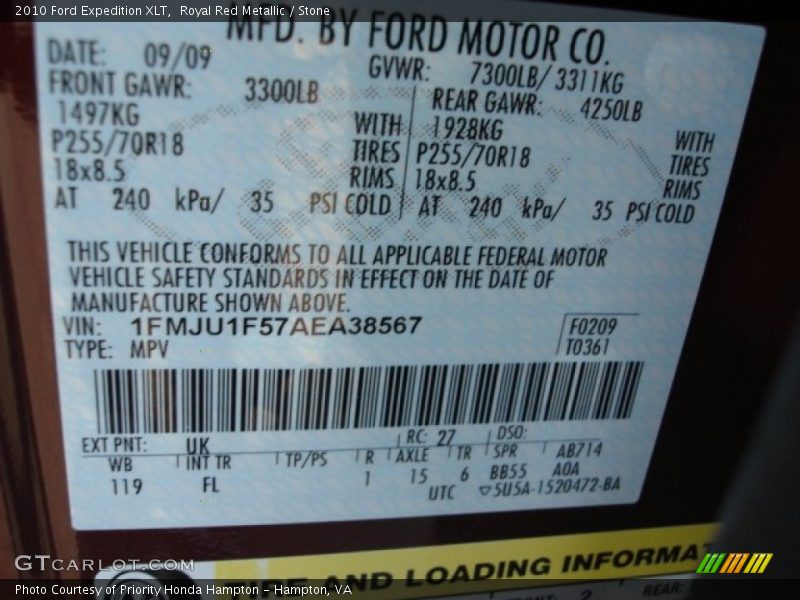 2010 Ford Expedition XLT, Royal Red Metallic / Stone
MFD. BY FORD MOTOR CO.
DATE: 09/09 GVWR: 7300LB/ 3311KG
FRONT GAWR: 3300LB REAR GAWR: 4250LB
1497KG WITH 1928KG WITH
P255/70R18 TIRES P255/70R18 TIRES
18x8.5 RIMS 18x8.5 RIMS
AT 240 kPa/ 35 PSI COLD AT 240 kPa/ 35 PSI COLD
THIS VEHICLE CONFORMS TO ALL APPLICABLE FEDERAL MOTOR
VEHICLE SAFETY STANDARDS IN EFFECT ON THE DATE OF
MANUFACTURE SHOWN ABOVE.
VIN: 1FMJU1F57AEA38567 F0209
TYPE: MPV T0361
EXT PNT: UK RC: 27 DSO:
WB INT TR TP/PS R AXLE TR SPR AB714
119 FL 1 15 6 BB55 AOA
UTC ▽5U5A-1520472-BA
TIRE AND LOADING INFORMAT
REAR:
2
GTCARLOT.COM
Photo Courtesy of Priority Honda Hampton – Hampton, VA